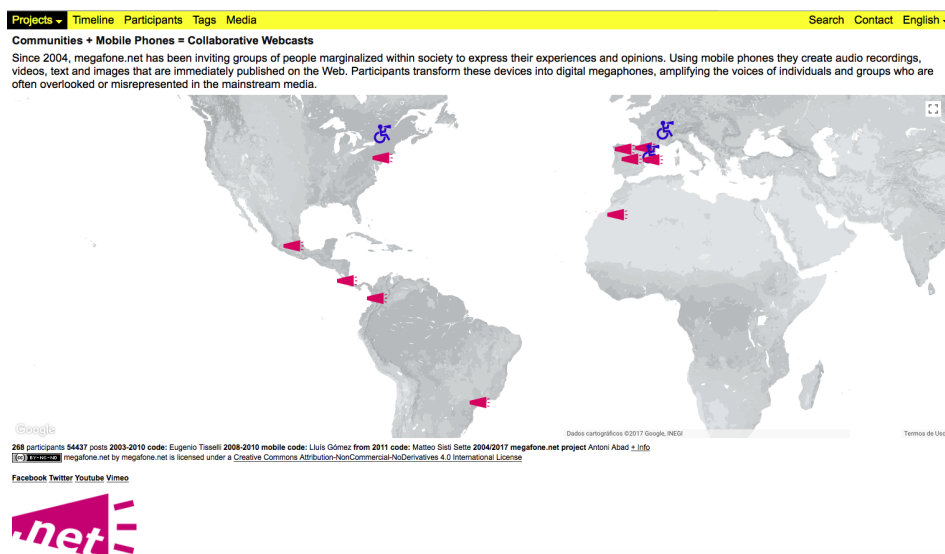 Projects Timeline Participants Tags Media Search Contact English
Communities + Mobile Phones = Collaborative Webcasts
Since 2004, megafone.net has been inviting groups of people marginalized within society to express their experiences and opinions. Using mobile phones they create audio recordings,
videos, text and images that are immediately published on the Web. Participants transform these devices into digital megaphones, amplifying the voices of individuals and groups who are
often overlooked or misrepresented in the mainstream media.
Google
Dados cartográficos ©2017 Google, INEGI
Termos de Uso
268 participants 54437 posts 2003-2010 code: Eugenio Tisselli 2008-2010 mobile code: Lluís Gómez from 2011 code: Matteo Sisti Sette 2004/2017 megafone.net project Antoni Abad + Info
(cc) BY-NC-ND megafone.net by megafone.net is licensed under a Creative Commons Attribution-NonCommercial-NoDerivatives 4.0 International License
Facebook Twitter Youtube Vimeo
.net